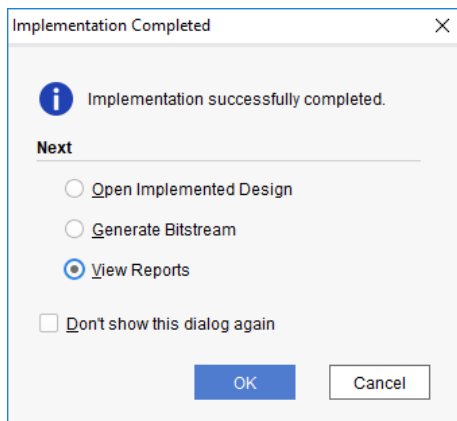 Implementation Completed
Implementation successfully completed.
Next
Open Implemented Design
Generate Bitstream
View Reports
Don't show this dialog again
OK
Cancel